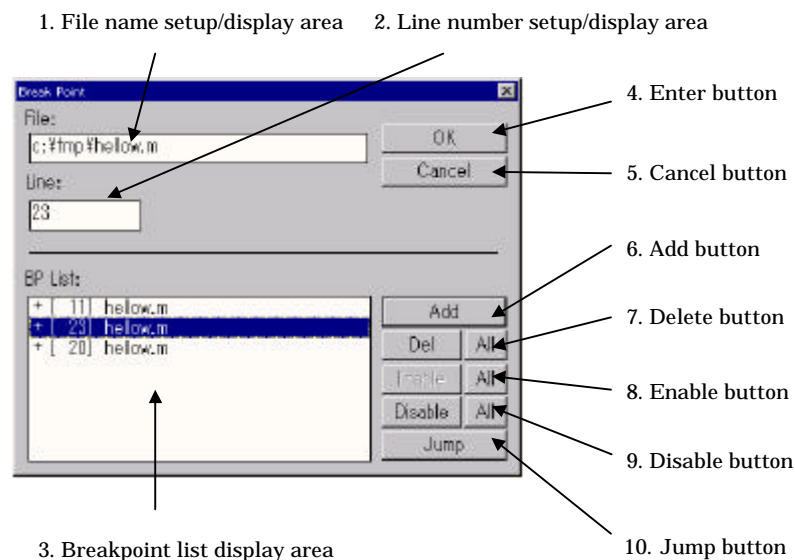 1. File name setup/display area
2. Line number setup/display area
Break Point
File:
c:¥tmp¥hellow.m
Line:
23
OK
Cancel
4. Enter button
5. Cancel button
BP List:
+ [ 11] hellow.m
+ [ 23] hellow.m
+ [ 20] hellow.m
Add
Del
All
Enable
All
Disable
All
Jump
6. Add button
7. Delete button
8. Enable button
9. Disable button
10. Jump button
3. Breakpoint list display area